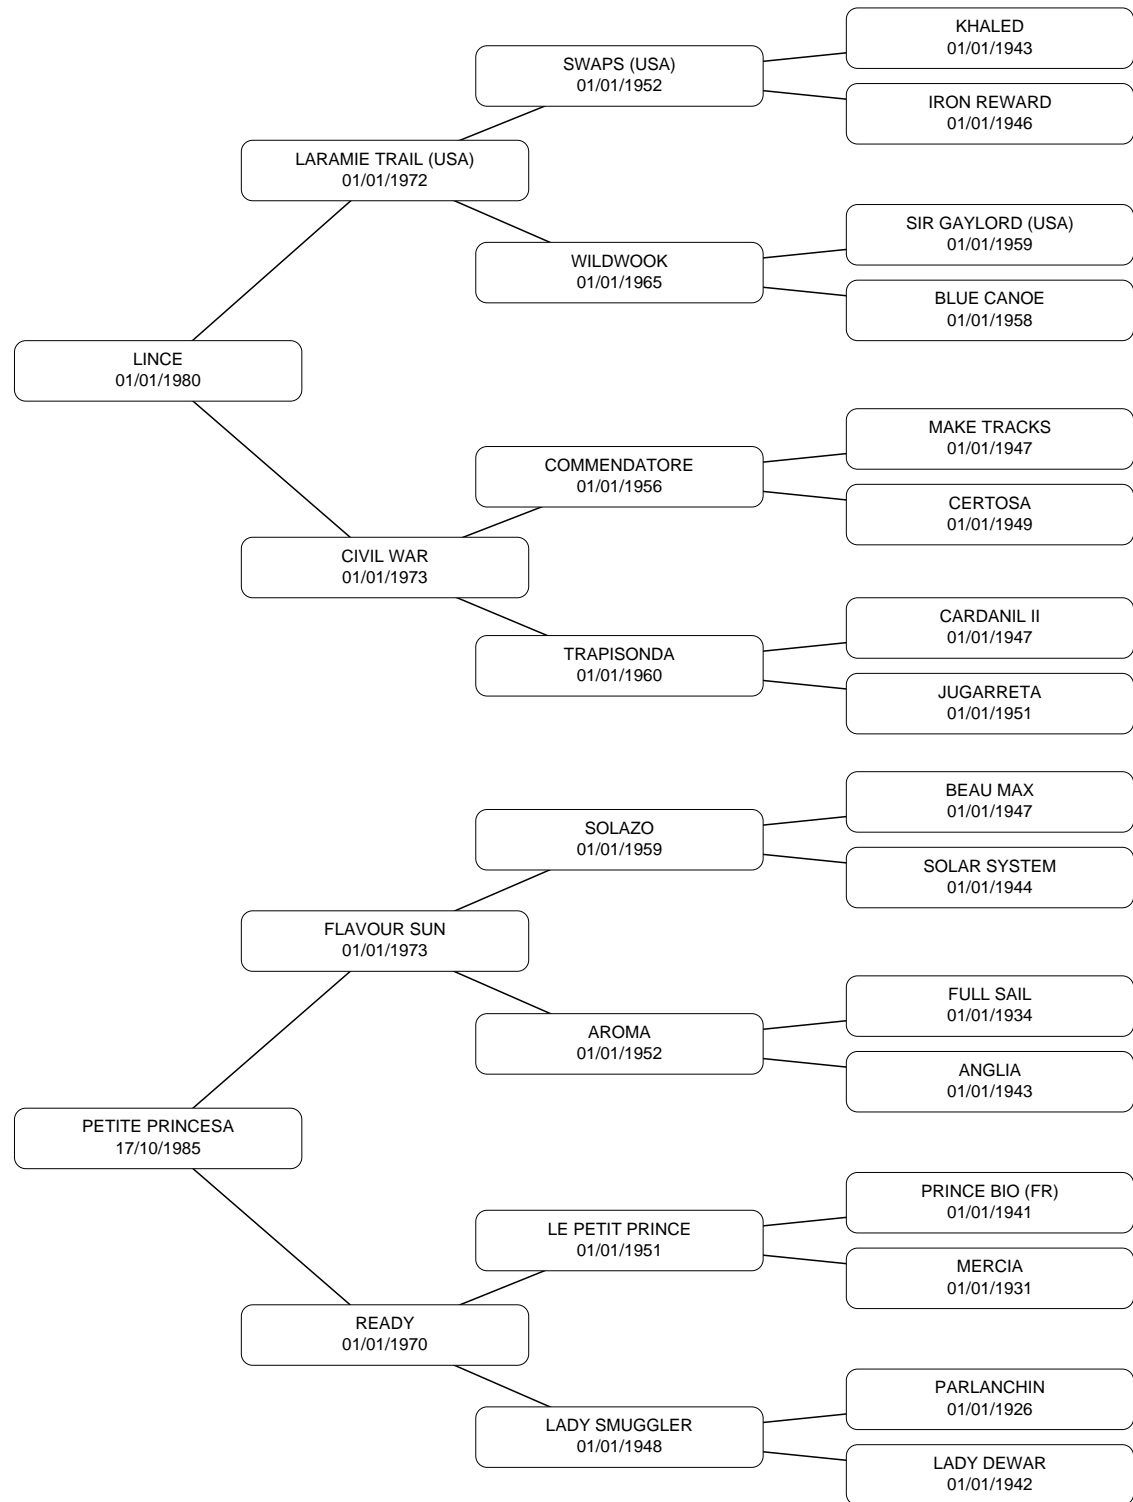 KHALED
01/01/1943
SWAPS (USA)
01/01/1952
IRON REWARD
01/01/1946
LARAMIE TRAIL (USA)
01/01/1972
SIR GAYLORD (USA)
01/01/1959
WILDWOOK
01/01/1965
BLUE CANOE
01/01/1958
LINCE
01/01/1980
MAKE TRACKS
01/01/1947
COMMENDATORE
01/01/1956
CERTOSA
01/01/1949
CIVIL WAR
01/01/1973
CARDANIL II
01/01/1947
TRAPISONDA
01/01/1960
JUGARRETA
01/01/1951
BEAU MAX
01/01/1947
SOLAZO
01/01/1959
SOLAR SYSTEM
01/01/1944
FLAVOUR SUN
01/01/1973
FULL SAIL
01/01/1934
AROMA
01/01/1952
ANGLIA
01/01/1943
PETITE PRINCESA
17/10/1985
PRINCE BIO (FR)
01/01/1941
LE PETIT PRINCE
01/01/1951
MERCIA
01/01/1931
READY
01/01/1970
PARLANCHIN
01/01/1926
LADY SMUGGLER
01/01/1948
LADY DEWAR
01/01/1942